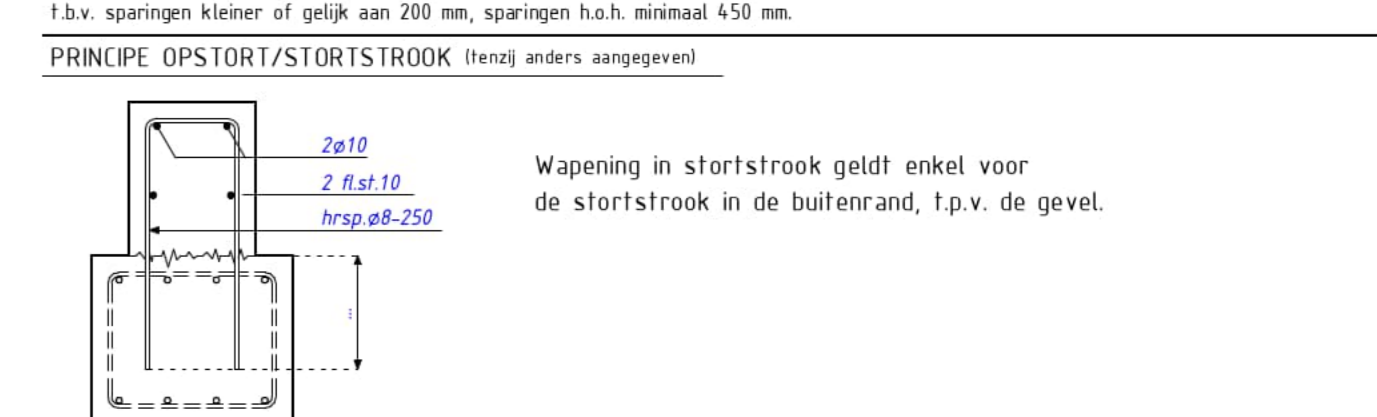 t.b.v. sparingen kleiner of gelijk aan 200 mm, sparingen h.o.h. minimaal 450 mm.
PRINCIPE OPSTORT/STORTSTROOK (tenzij anders aangegeven)
2ø10
2 fl.st.10
hrsp.ø8-250
Wapening in stortstrook geldt enkel voor
de stortstrook in de buitenrand, t.p.v. de gevel.
...